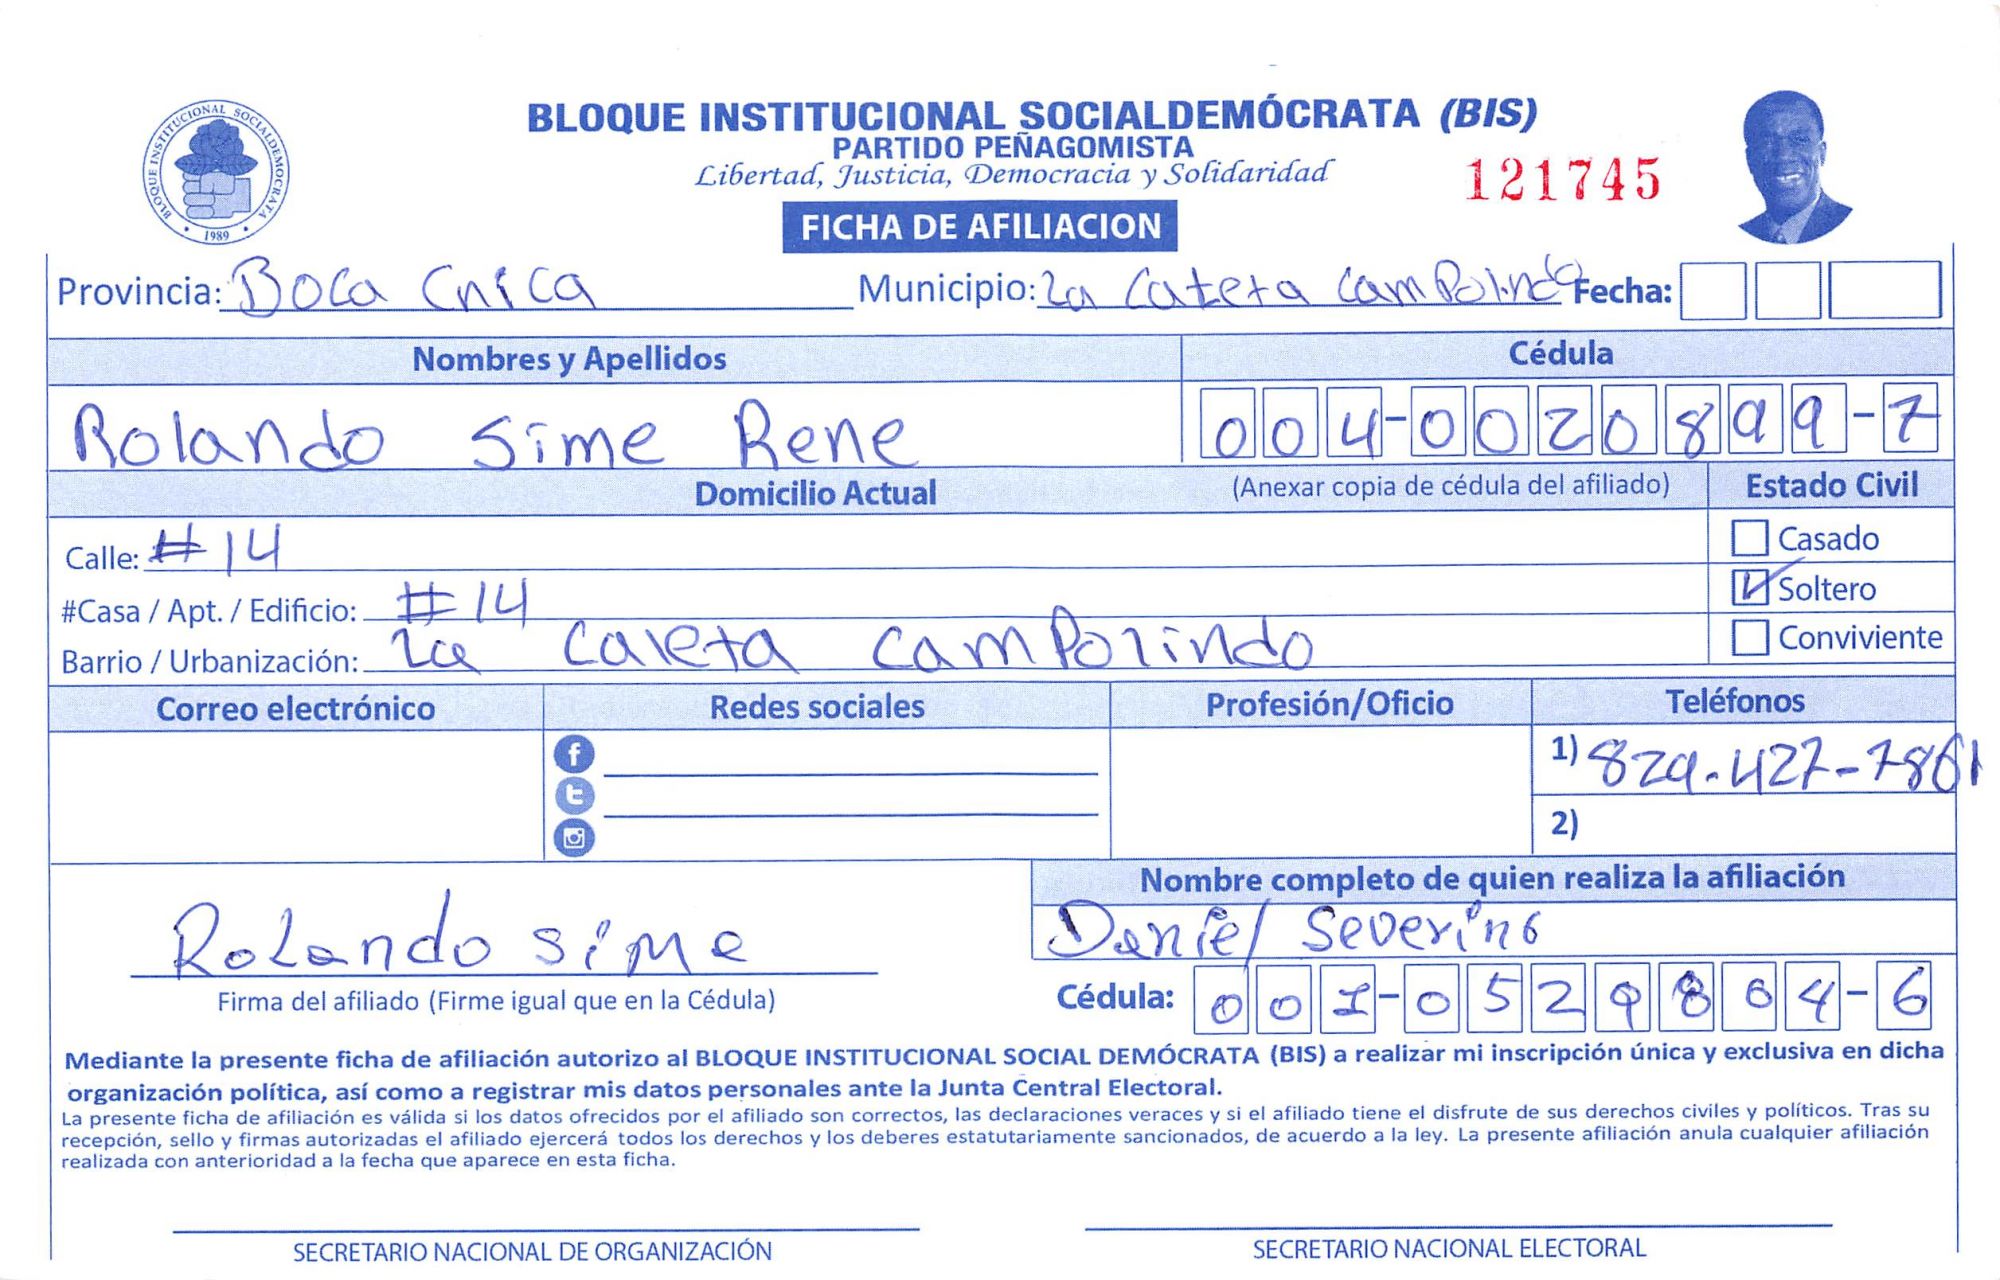 BLOQUE INSTITUCIONAL SOCIALDEMOCRATA
1989
BLOQUE INSTITUCIONAL SOCIALDEMÓCRATA (BIS)
PARTIDO PEÑAGOMISTA
Libertad, Justicia, Democracia y Solidaridad
121745
FICHA DE AFILIACION
Provincia: Boca Cnica Municipio: La Caleta Campolindo Fecha:
Nombres y Apellidos Cédula
Rolando Sime Rene 004-0020899-7
Domicilio Actual (Anexar copia de cédula del afiliado) Estado Civil
Calle: #14 Casado
#Casa / Apt. / Edificio: #14 Soltero
Barrio / Urbanización: La Caleta Campolindo Conviviente
Correo electrónico Redes sociales Profesión/Oficio Teléfonos
1) 829-427-7861
2)
Nombre completo de quien realiza la afiliación
Daniel Severino
Rolando Sime
Firma del afiliado (Firme igual que en la Cédula) Cédula: 001-0529864-6
Mediante la presente ficha de afiliación autorizo al BLOQUE INSTITUCIONAL SOCIAL DEMÓCRATA (BIS) a realizar mi inscripción única y exclusiva en dicha
organización política, así como a registrar mis datos personales ante la Junta Central Electoral.
La presente ficha de afiliación es válida si los datos ofrecidos por el afiliado son correctos, las declaraciones veraces y si el afiliado tiene el disfrute de sus derechos civiles y políticos. Tras su
recepción, sello y firmas autorizadas el afiliado ejercerá todos los derechos y los deberes estatutariamente sancionados, de acuerdo a la ley. La presente afiliación anula cualquier afiliación
realizada con anterioridad a la fecha que aparece en esta ficha.
SECRETARIO NACIONAL DE ORGANIZACIÓN SECRETARIO NACIONAL ELECTORAL